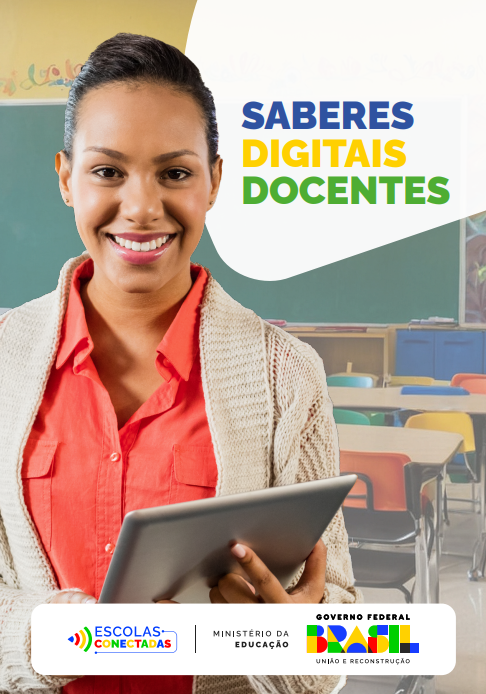 SABERES
DIGITAIS
DOCENTES
ESCOLAS
CONECTADAS
MINISTÉRIO DA
EDUCAÇÃO
GOVERNO FEDERAL
BRASIL
UNIÃO E RECONSTRUÇÃO